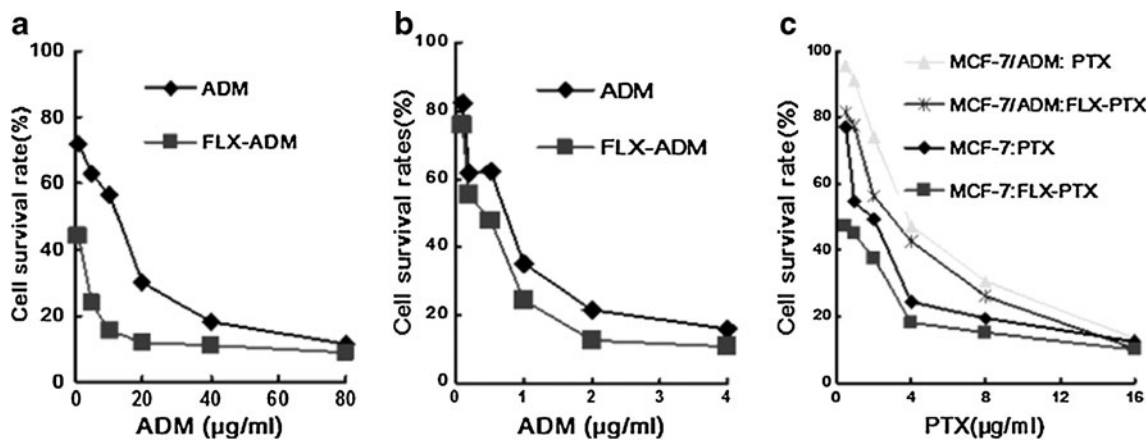 a
100
80
60
40
20
0
Cell survival rate(%)
ADM
FLX-ADM
0
20
40
60
80
ADM (µg/ml)
b
100
80
60
40
20
0
Cell survival rates(%)
ADM
FLX-ADM
0
1
2
3
4
ADM (µg/ml)
c
100
80
60
40
20
0
Cell survival rate(%)
MCF-7/ADM: PTX
MCF-7/ADM:FLX-PTX
MCF-7:PTX
MCF-7:FLX-PTX
0
4
8
12
16
PTX(µg/ml)